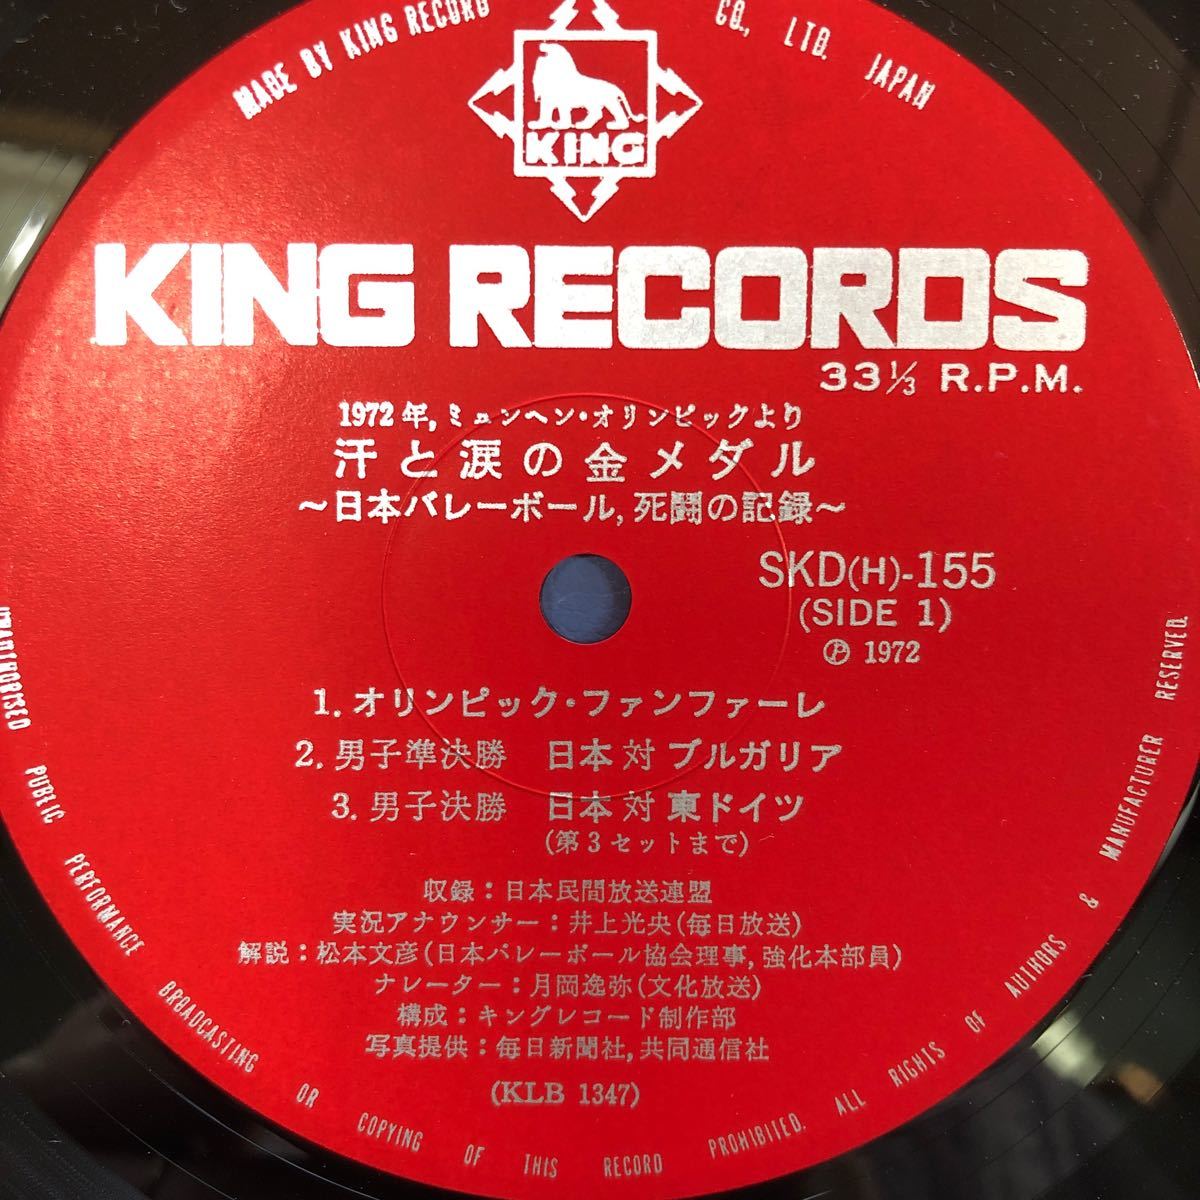 MADE BY KING RECORD CO., LTD. JAPAN
KING
KING RECORDS
33⅓ R.P.M.
1972年,ミュンヘン・オリンピックより
汗と涙の金メダル
〜日本バレーボール,死闘の記録〜
SKD(H)-155
(SIDE 1)
Ⓟ 1972
1. オリンピック・ファンファーレ
2. 男子準決勝 日本対ブルガリア
3. 男子決勝 日本対東ドイツ
(第3セットまで)
収録:日本民間放送連盟
実況アナウンサー:井上光央(毎日放送)
解説:松本文彦(日本バレーボール協会理事,強化本部員)
ナレーター:月岡逸弥(文化放送)
構成:キングレコード制作部
写真提供:毎日新聞社,共同通信社
(KLB 1347)
UNAUTHORISED PUBLIC PERFORMANCE BROADCASTING OR COPYING OF THIS RECORD PROHIBITED. ALL RIGHTS OF AUTHORS & MANUFACTURER RESERVED.